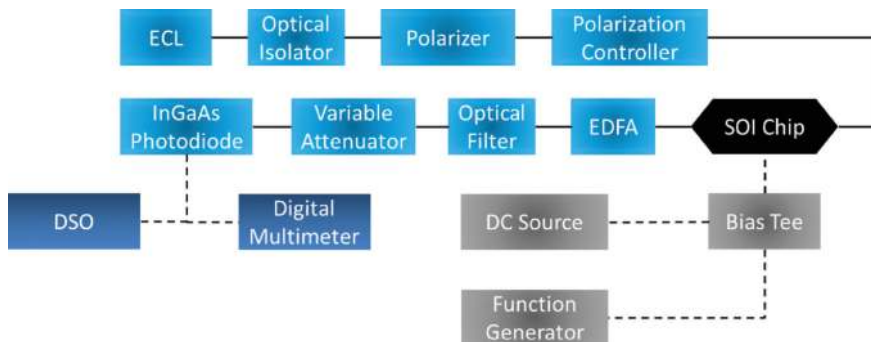 ECL
Optical
Isolator
Polarizer
Polarization
Controller
InGaAs
Photodiode
Variable
Attenuator
Optical
Filter
EDFA
SOI Chip
DSO
Digital
Multimeter
DC Source
Bias Tee
Function
Generator